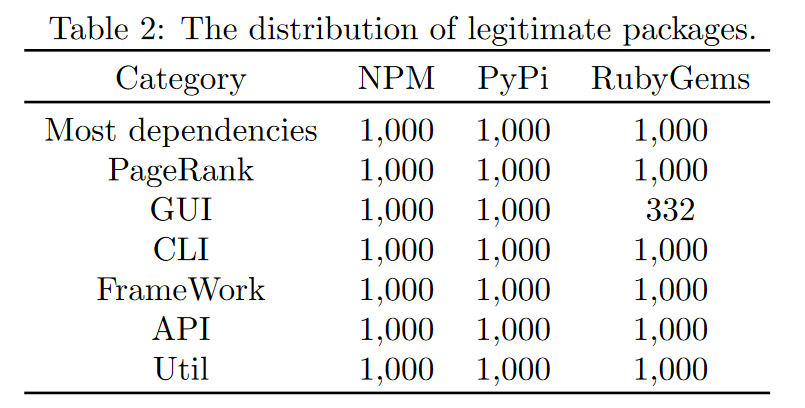 Table 2: The distribution of legitimate packages.
Category NPM PyPi RubyGems
Most dependencies 1,000 1,000 1,000
PageRank 1,000 1,000 1,000
GUI 1,000 1,000 332
CLI 1,000 1,000 1,000
FrameWork 1,000 1,000 1,000
API 1,000 1,000 1,000
Util 1,000 1,000 1,000